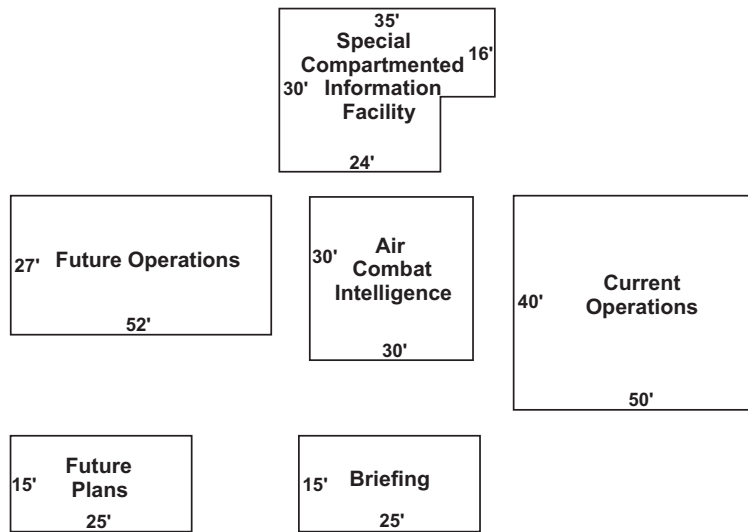 35'
Special
Compartmented
16'
30'
Information
Facility
24'
27'
Future Operations
52'
30'
Air
Combat
Intelligence
30'
40'
Current
Operations
50'
15'
Future
Plans
25'
15'
Briefing
25'